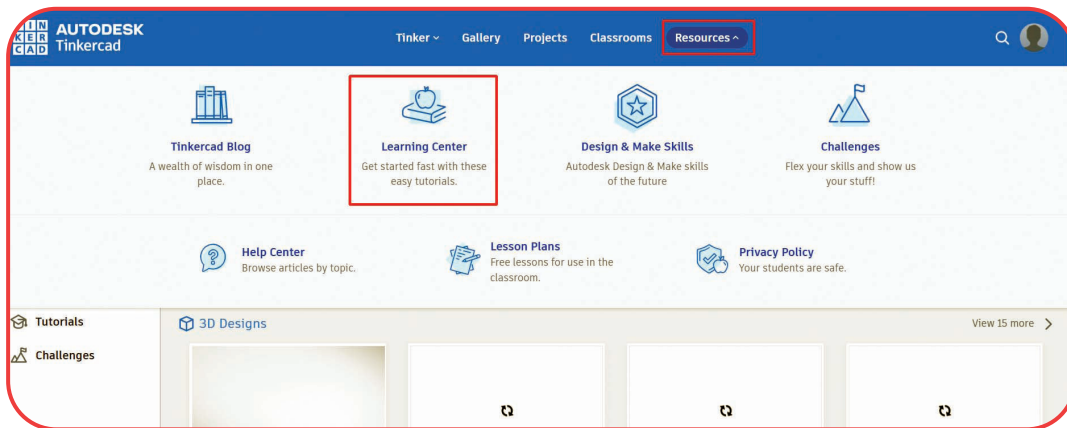 TINKERCAD
AUTODESK
Tinkercad
Tinker
Gallery
Projects
Classrooms
Resources
Tinkercad Blog
A wealth of wisdom in one
place.
Learning Center
Get started fast with these
easy tutorials.
Design & Make Skills
Autodesk Design & Make skills
of the future
Challenges
Flex your skills and show us
your stuff!
Help Center
Browse articles by topic.
Lesson Plans
Free lessons for use in the
classroom.
Privacy Policy
Your students are safe.
Tutorials
Challenges
3D Designs
View 15 more